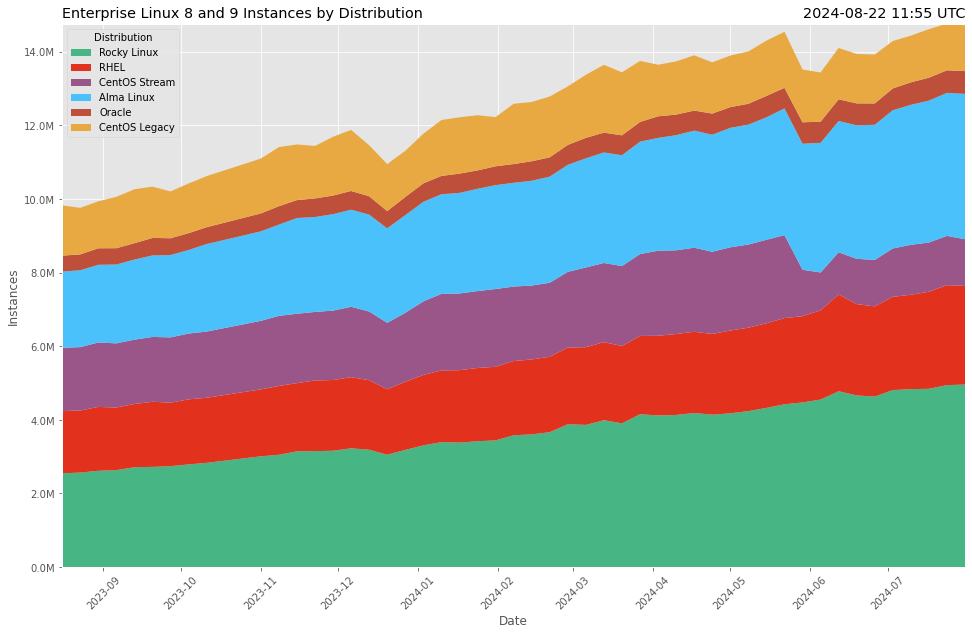 Enterprise Linux 8 and 9 Instances by Distribution
2024-08-22 11:55 UTC
Distribution
Rocky Linux
RHEL
CentOS Stream
Alma Linux
Oracle
CentOS Legacy
14.0M
12.0M
10.0M
8.0M
6.0M
4.0M
2.0M
0.0M
Instances
2023-09
2023-10
2023-11
2023-12
2024-01
2024-02
2024-03
2024-04
2024-05
2024-06
2024-07
Date